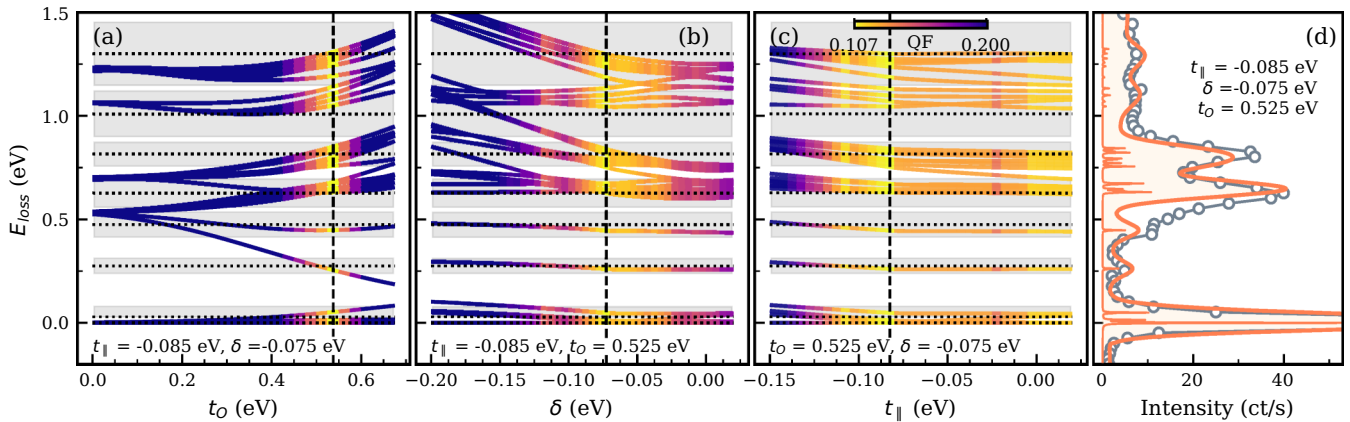 (a)
(b)
(c)
(d)
0.107 QF 0.200
t∥ = -0.085 eV
δ =-0.075 eV
t_O = 0.525 eV
1.5
1.0
0.5
0.0
E_loss (eV)
t∥ = -0.085 eV, δ =-0.075 eV
t∥ = -0.085 eV, t_O = 0.525 eV
t_O = 0.525 eV, δ = -0.075 eV
0.0 0.2 0.4 0.6
−0.20 −0.15 −0.10 −0.05 0.00
−0.15 −0.10 −0.05 0.00
0 20 40
t_O (eV)
δ (eV)
t∥ (eV)
Intensity (ct/s)